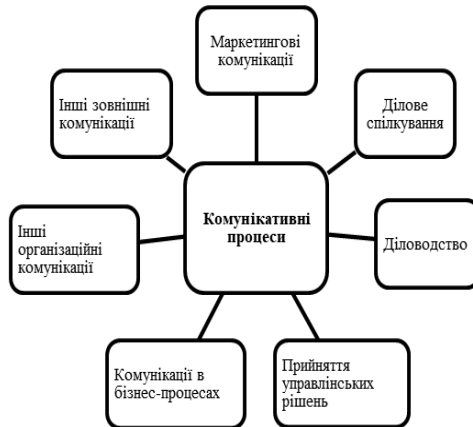 Маркетингові
комунікації
Інші зовнішні
комунікації
Ділове
спілкування
Комунікативні
процеси
Інші
організаційні
комунікації
Діловодство
Комунікації в
бізнес-процесах
Прийняття
управлінських
рішень